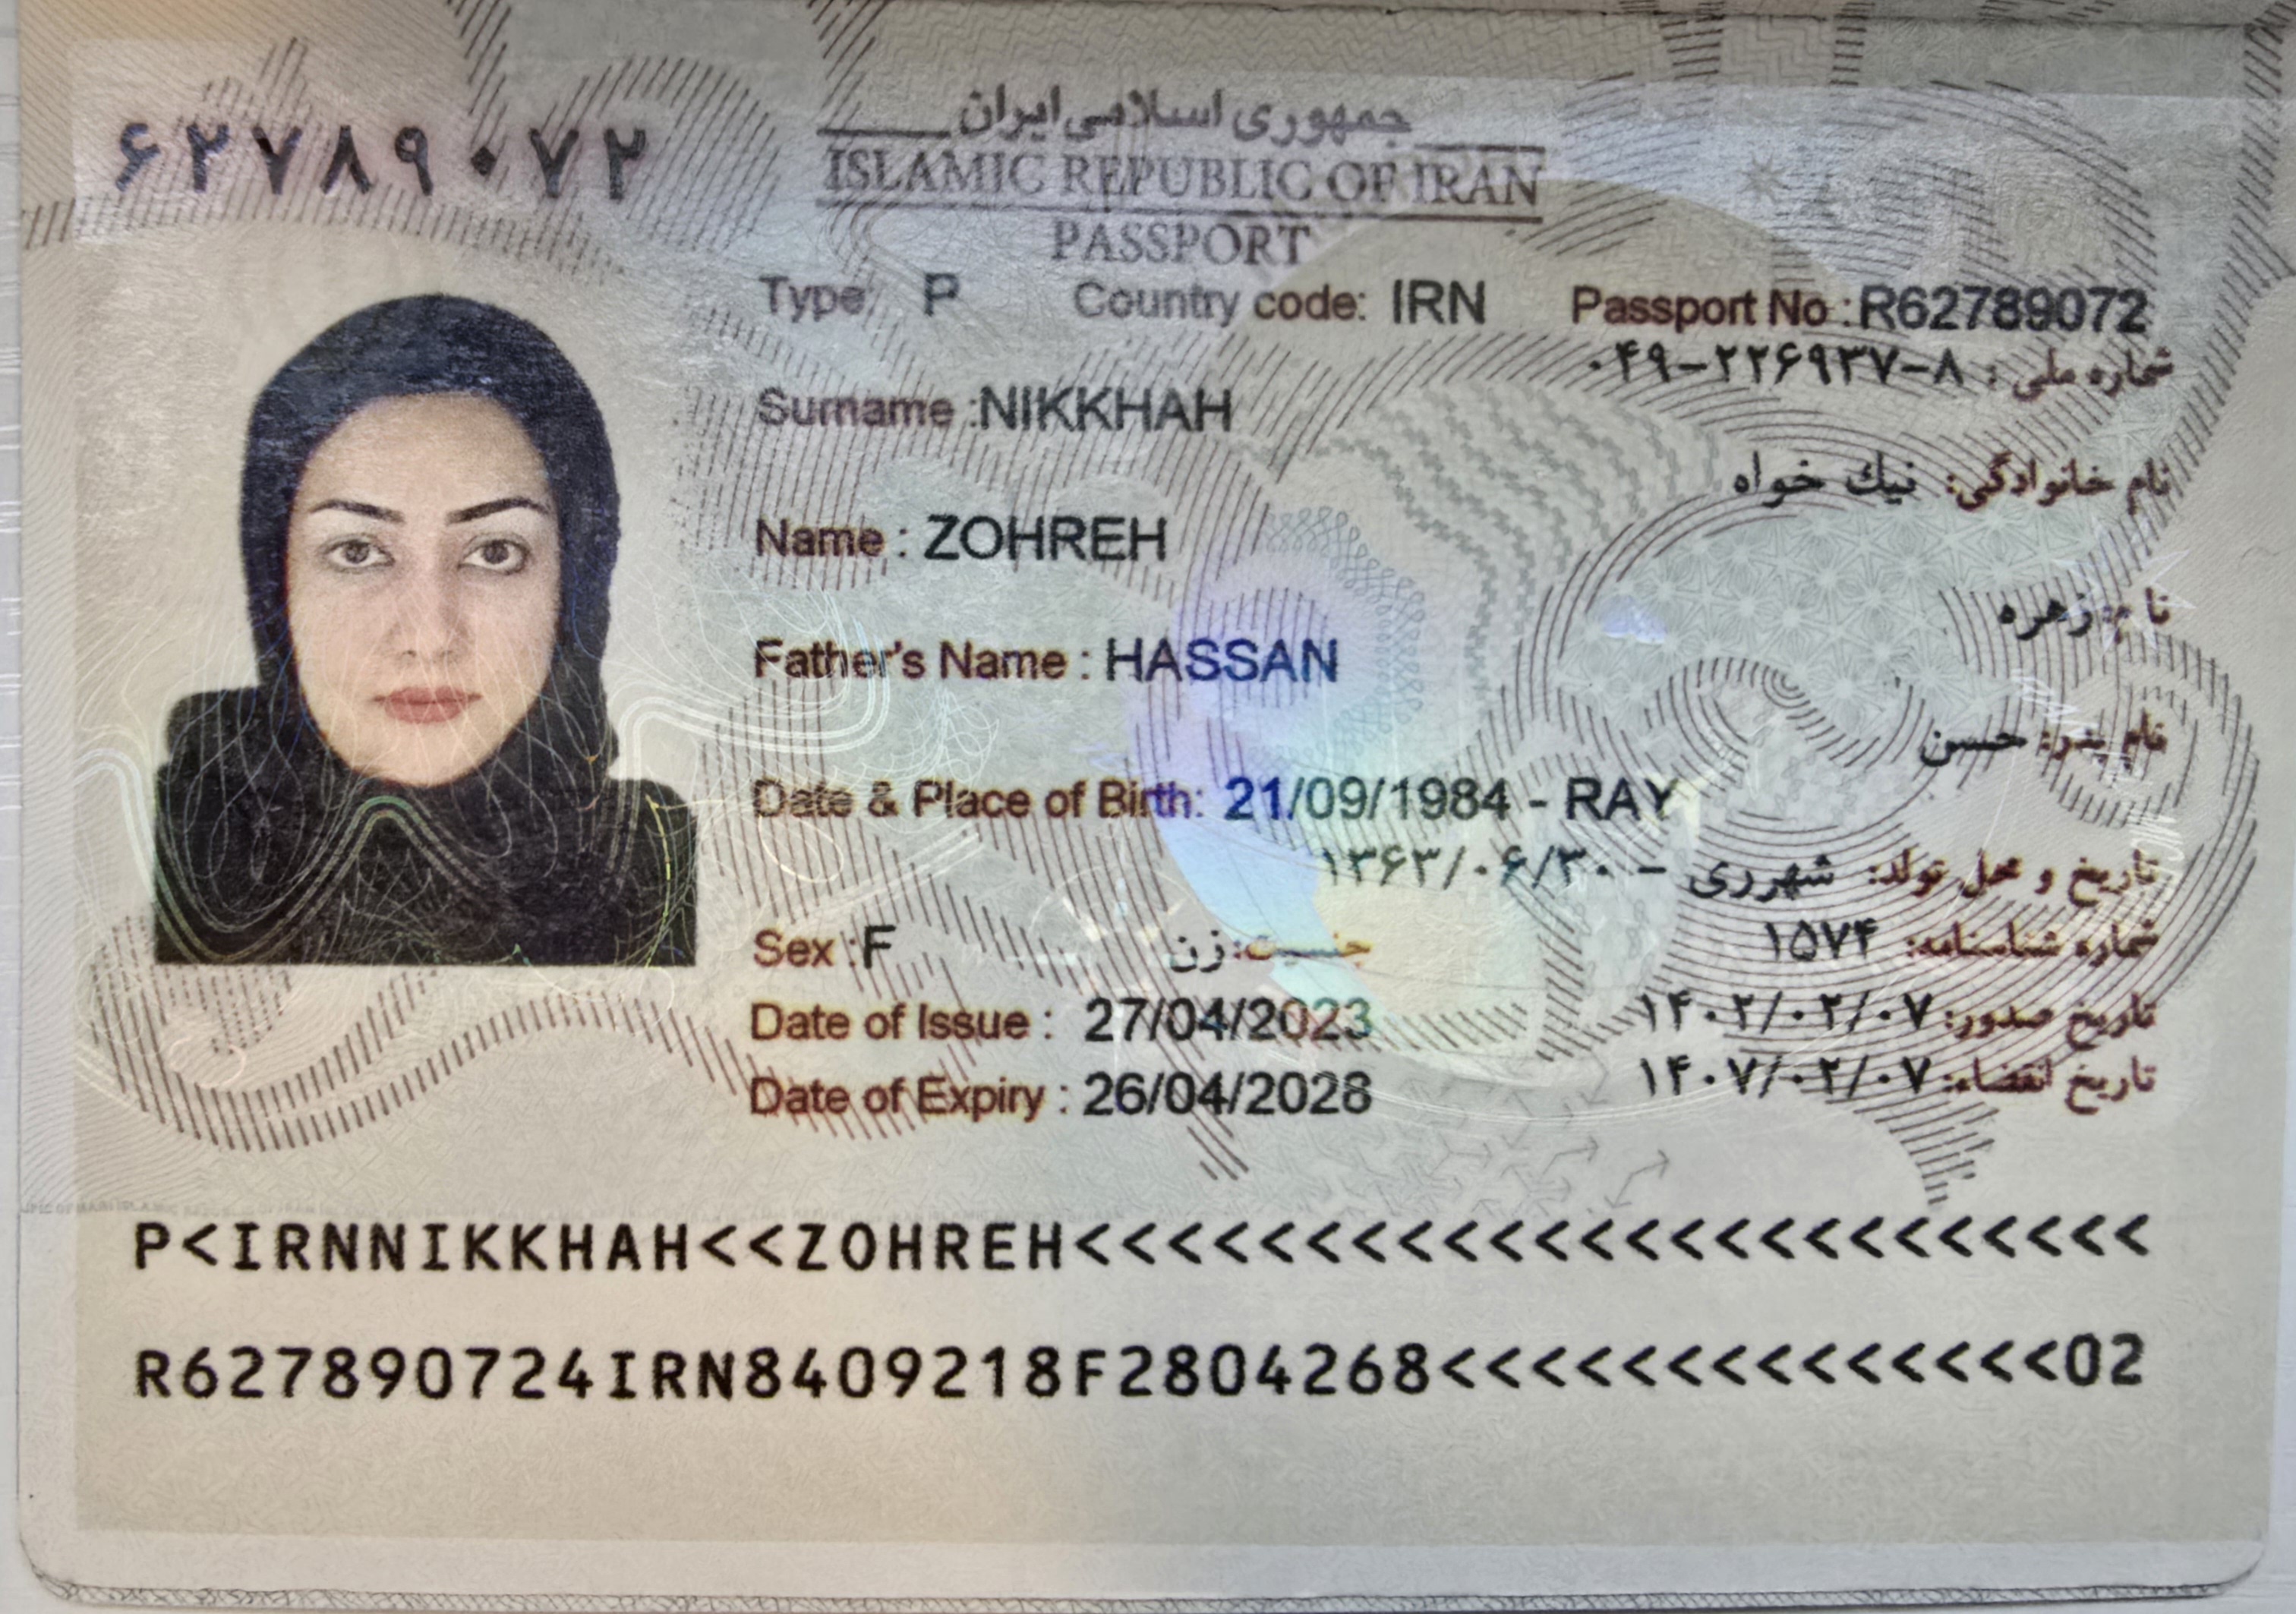 ۶۲۷۸۹۰۷۲
جمهوری اسلامی ایران
ISLAMIC REPUBLIC OF IRAN
PASSPORT
Type P Country code: IRN Passport No : R62789072
شماره ملی : ۰۴۹-۲۲۶۹۳۷-۸
Surname : NIKKHAH
نام خانوادگی: نیك خواه
Name : ZOHREH
نام: زهره
Father's Name : HASSAN
نام پدر: حسن
Date & Place of Birth: 21/09/1984 - RAY
تاریخ و محل تولد: شهرری - ۱۳۶۳/۰۶/۳۰
Sex : F جنسیت: زن شماره شناسنامه: ۱۵۷۴
Date of Issue : 27/04/2023 تاریخ صدور: ۱۴۰۲/۰۲/۰۷
Date of Expiry : 26/04/2028 تاریخ انقضاء: ۱۴۰۷/۰۲/۰۷
P<IRNNIKKHAH<<ZOHREH<<<<<<<<<<<<<<<<<<<<<<<<
R627890724IRN8409218F2804268<<<<<<<<<<<<<<02